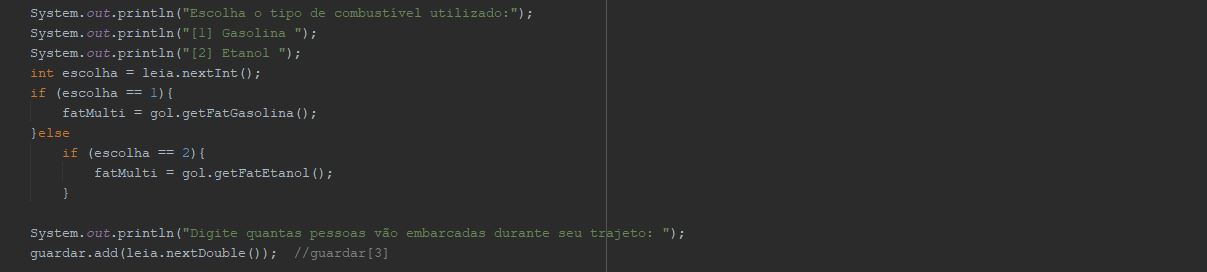 System.out.println("Escolha o tipo de combustível utilizado:");
System.out.println("[1] Gasolina ");
System.out.println("[2] Etanol ");
int escolha = leia.nextInt();
if (escolha == 1){
fatMulti = gol.getFatGasolina();
}else
if (escolha == 2){
fatMulti = gol.getFatEtanol();
}
System.out.println("Digite quantas pessoas vão embarcadas durante seu trajeto: ");
guardar.add(leia.nextDouble());  //guardar[3]